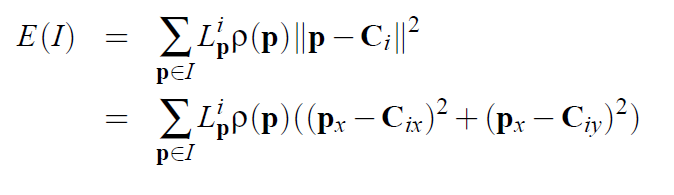 E(I) = ∑_{p∈I} L_p^i ρ(p)‖p − C_i‖²
= ∑_{p∈I} L_p^i ρ(p)((p_x − C_{ix})² + (p_x − C_{iy})²)